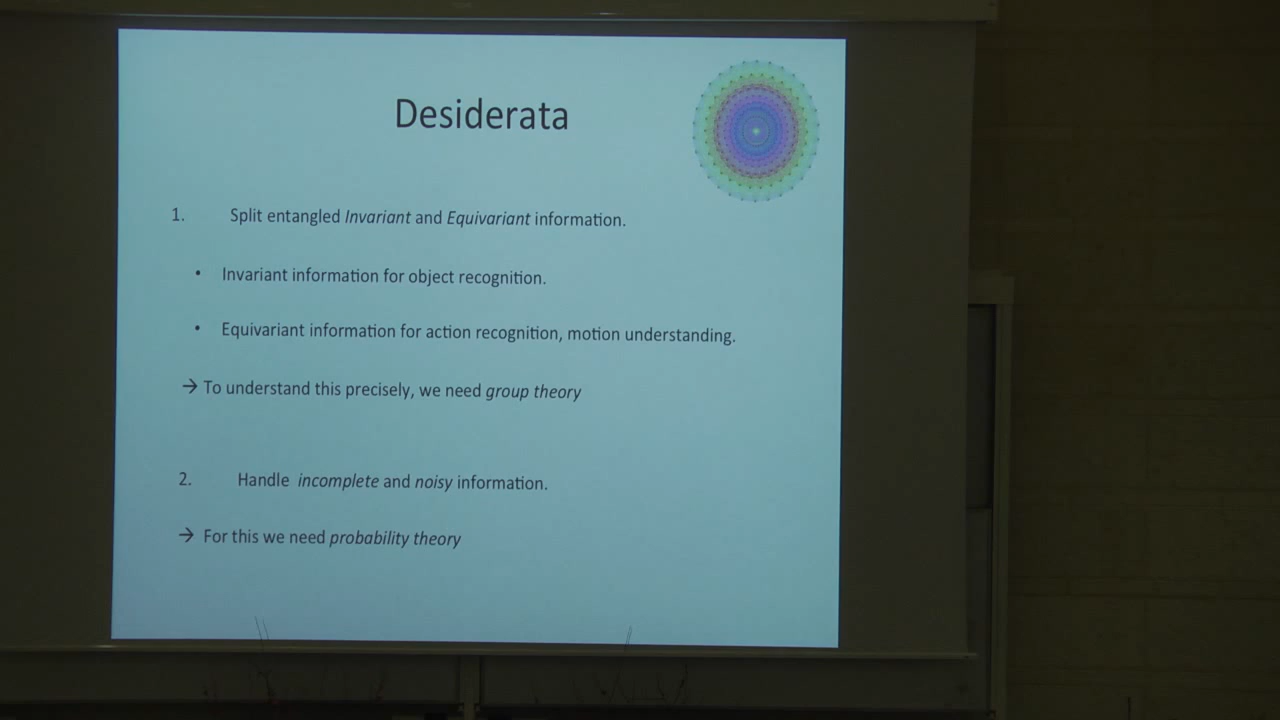 Desiderata
1. Split entangled Invariant and Equivariant information.
• Invariant information for object recognition.
• Equivariant information for action recognition, motion understanding.
→ To understand this precisely, we need group theory
2. Handle incomplete and noisy information.
→ For this we need probability theory